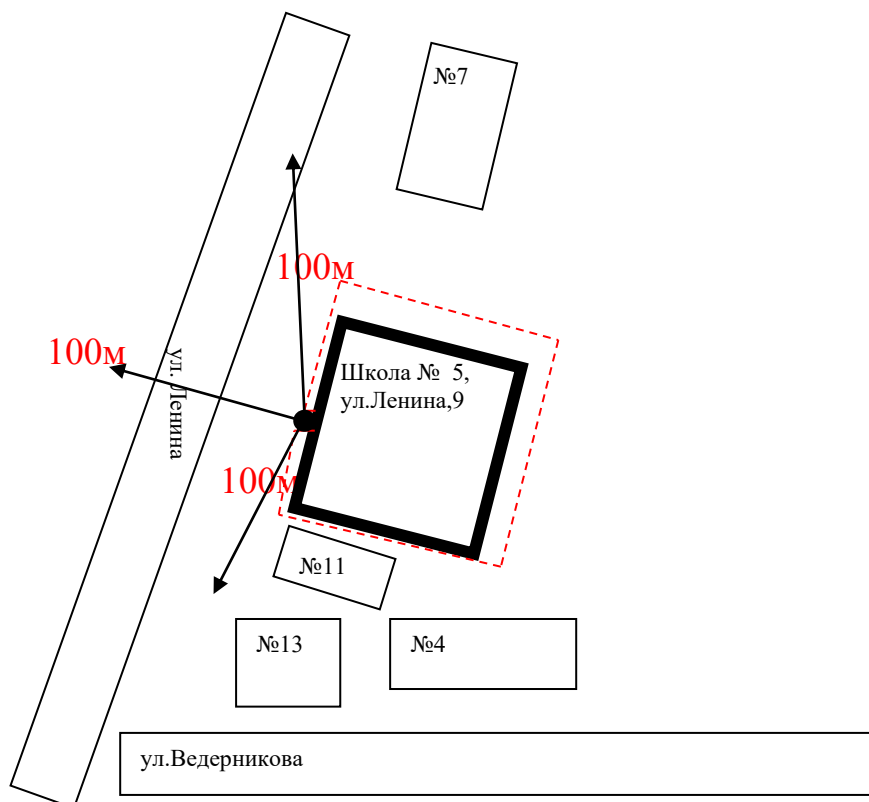 №7
100м
100м
ул. Ленина
Школа № 5,
ул.Ленина,9
100м
№11
№13
№4
ул.Ведерникова